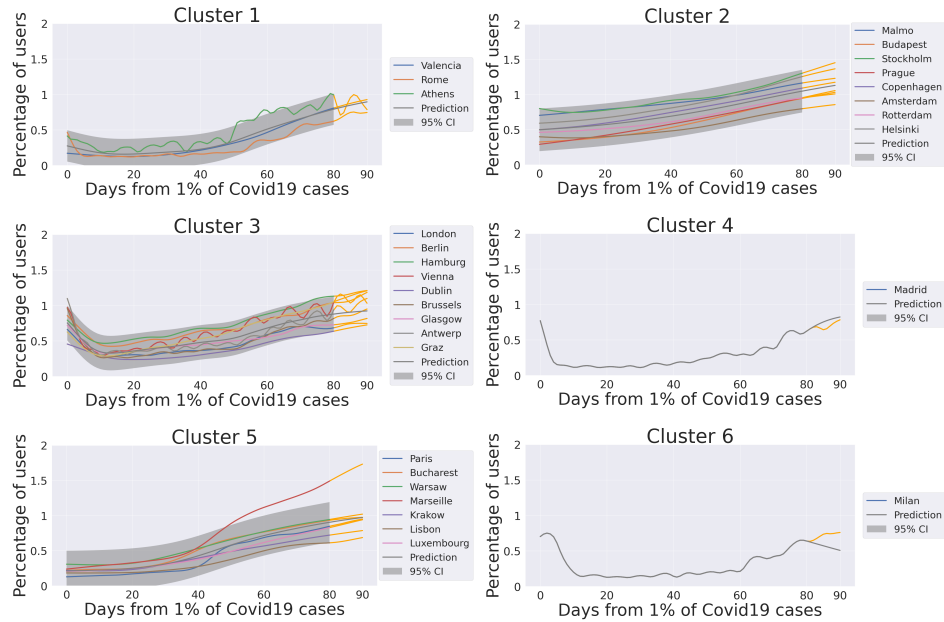 Cluster 1
Percentage of users
2
1.5
1
0.5
0
0 20 40 60 80 90
Days from 1% of Covid19 cases
Valencia
Rome
Athens
Prediction
95% CI
Cluster 2
Percentage of users
2
1.5
1
0.5
0
0 20 40 60 80 90
Days from 1% of Covid19 cases
Malmo
Budapest
Stockholm
Prague
Copenhagen
Amsterdam
Rotterdam
Helsinki
Prediction
95% CI
Cluster 3
Percentage of users
2
1.5
1
0.5
0
0 20 40 60 80 90
Days from 1% of Covid19 cases
London
Berlin
Hamburg
Vienna
Dublin
Brussels
Glasgow
Antwerp
Graz
Prediction
95% CI
Cluster 4
Percentage of users
2
1.5
1
0.5
0
0 20 40 60 80 90
Days from 1% of Covid19 cases
Madrid
Prediction
95% CI
Cluster 5
Percentage of users
2
1.5
1
0.5
0
0 20 40 60 80 90
Days from 1% of Covid19 cases
Paris
Bucharest
Warsaw
Marseille
Krakow
Lisbon
Luxembourg
Prediction
95% CI
Cluster 6
Percentage of users
2
1.5
1
0.5
0
0 20 40 60 80 90
Days from 1% of Covid19 cases
Milan
Prediction
95% CI